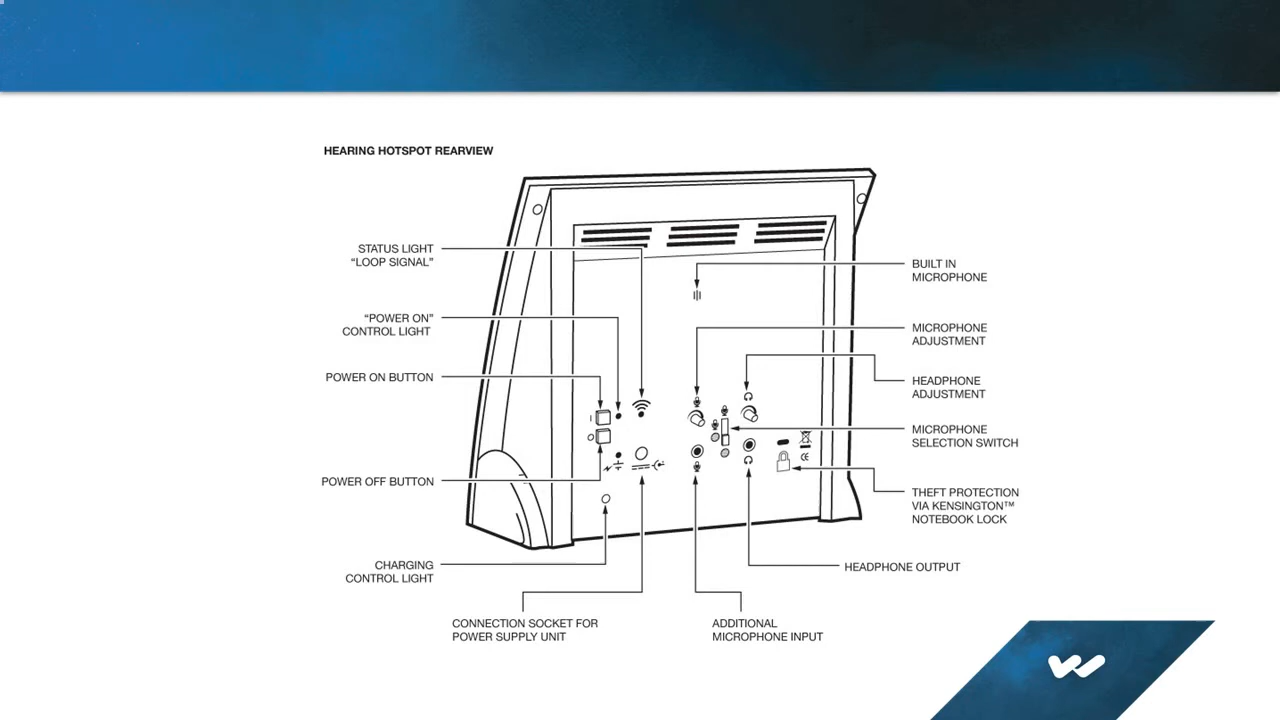 HEARING HOTSPOT REARVIEW
STATUS LIGHT
“LOOP SIGNAL”
“POWER ON”
CONTROL LIGHT
POWER ON BUTTON
POWER OFF BUTTON
CHARGING
CONTROL LIGHT
CONNECTION SOCKET FOR
POWER SUPPLY UNIT
BUILT IN
MICROPHONE
MICROPHONE
ADJUSTMENT
HEADPHONE
ADJUSTMENT
MICROPHONE
SELECTION SWITCH
CE
THEFT PROTECTION
VIA KENSINGTON™
NOTEBOOK LOCK
HEADPHONE OUTPUT
ADDITIONAL
MICROPHONE INPUT